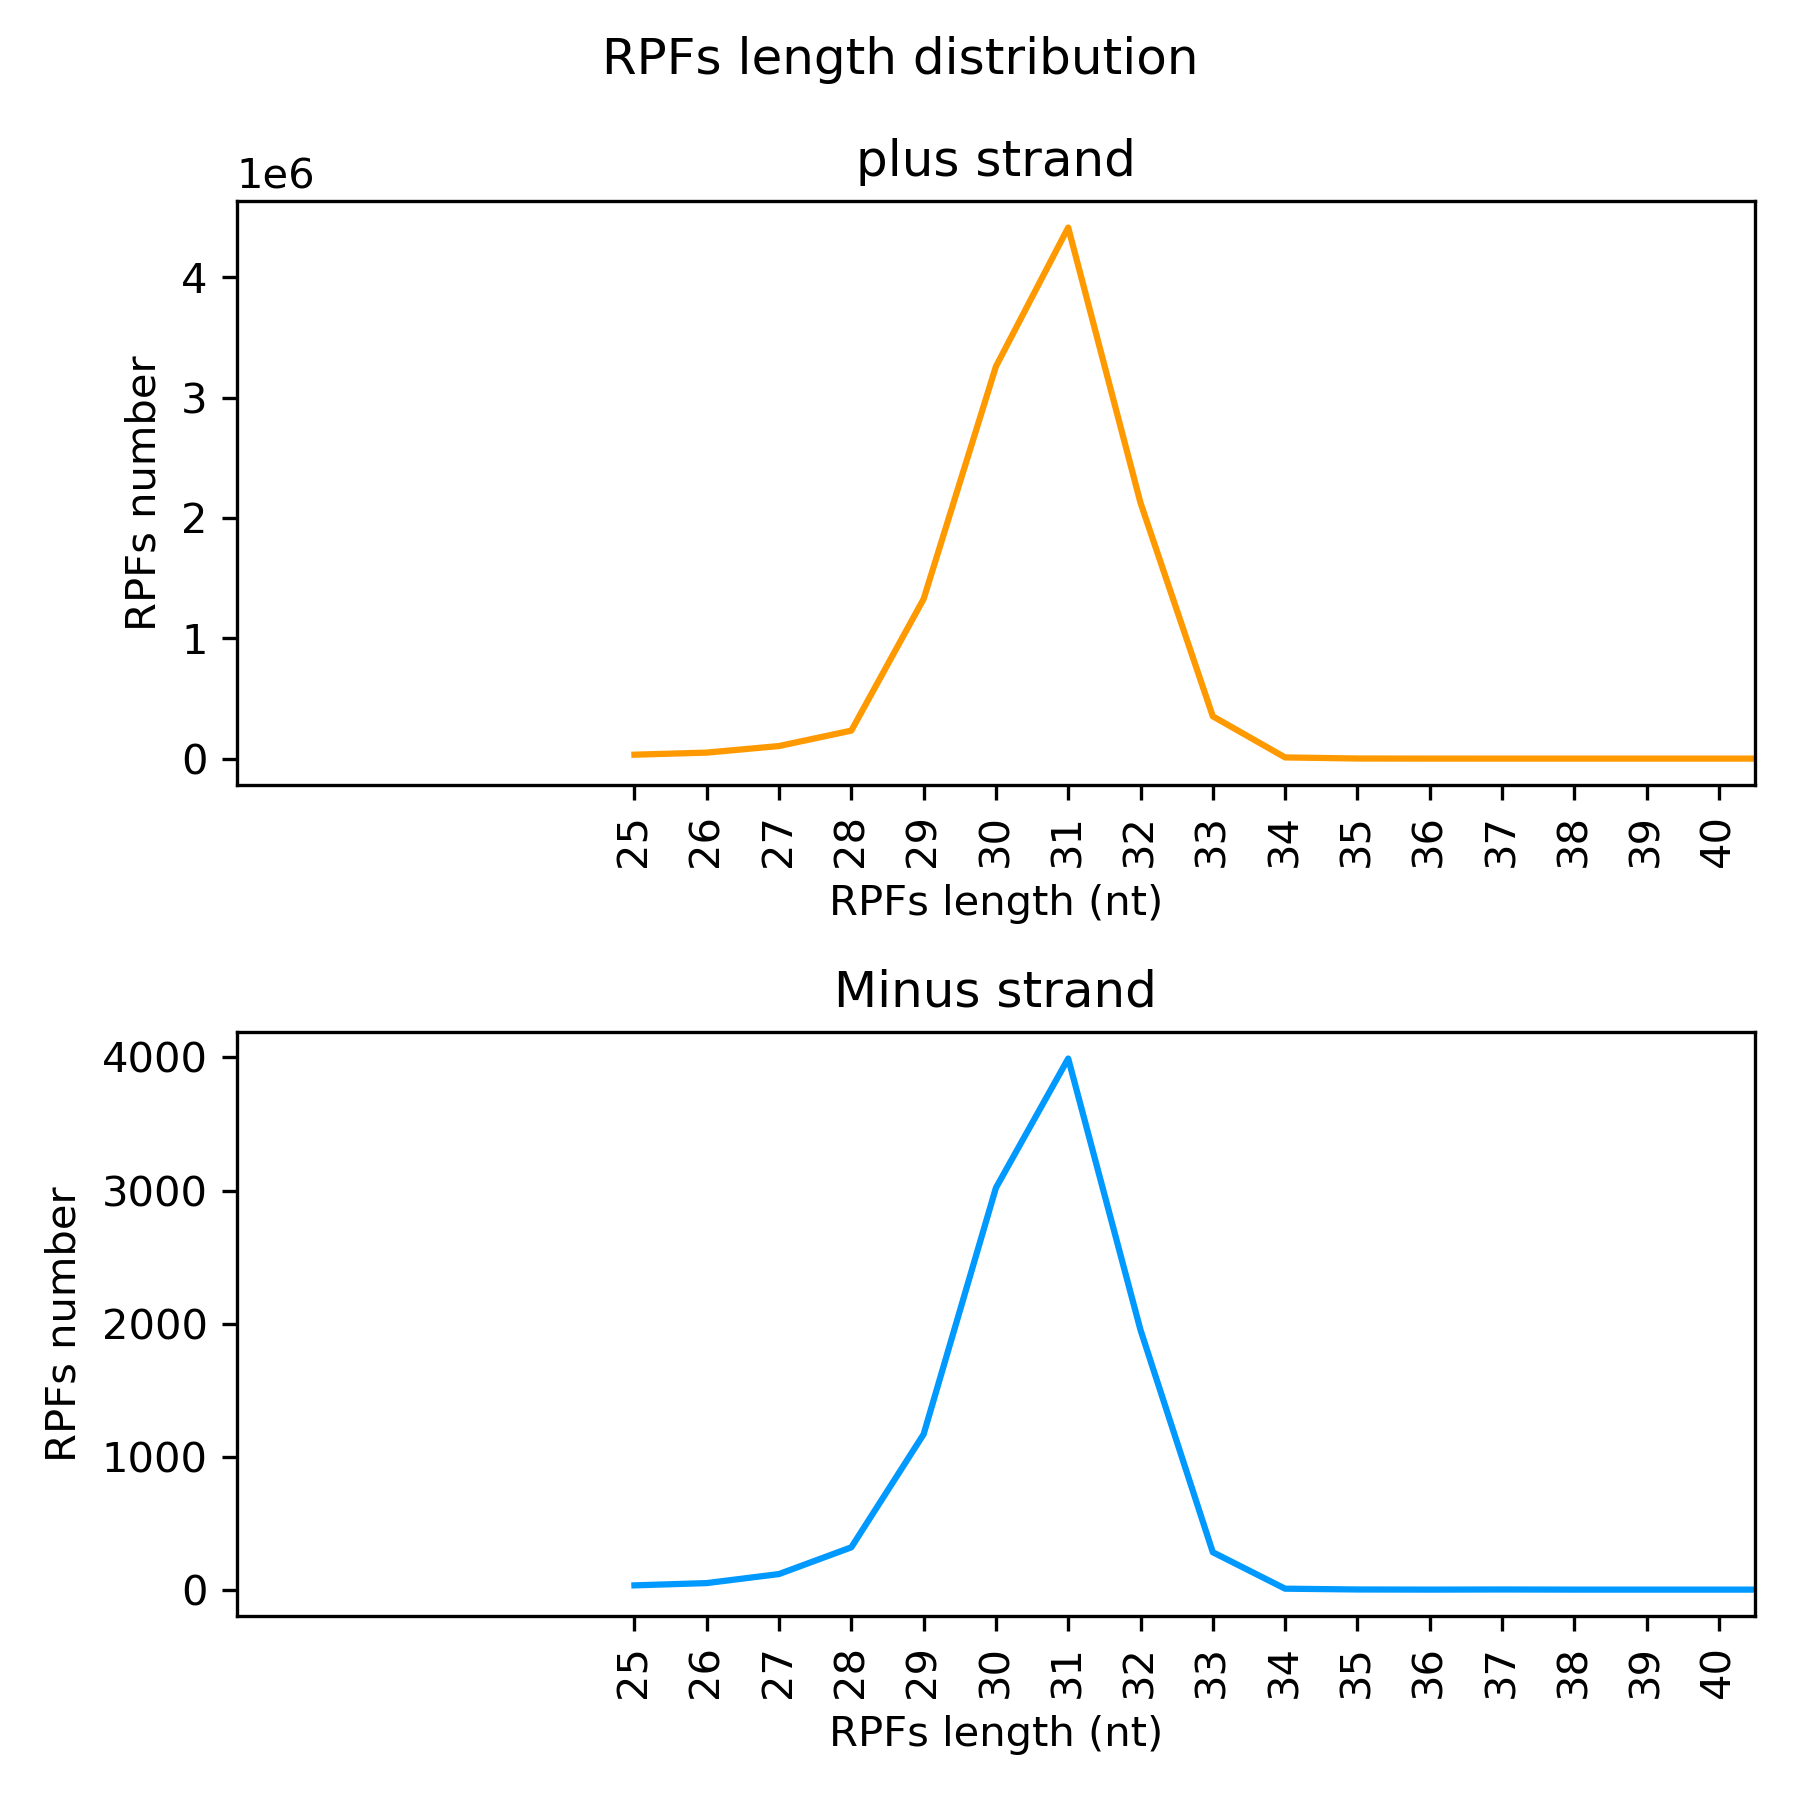 RPFs length distribution
plus strand
1e6
4
3
2
1
0
RPFs number
25 26 27 28 29 30 31 32 33 34 35 36 37 38 39 40
RPFs length (nt)
Minus strand
4000
3000
2000
1000
0
RPFs number
25 26 27 28 29 30 31 32 33 34 35 36 37 38 39 40
RPFs length (nt)